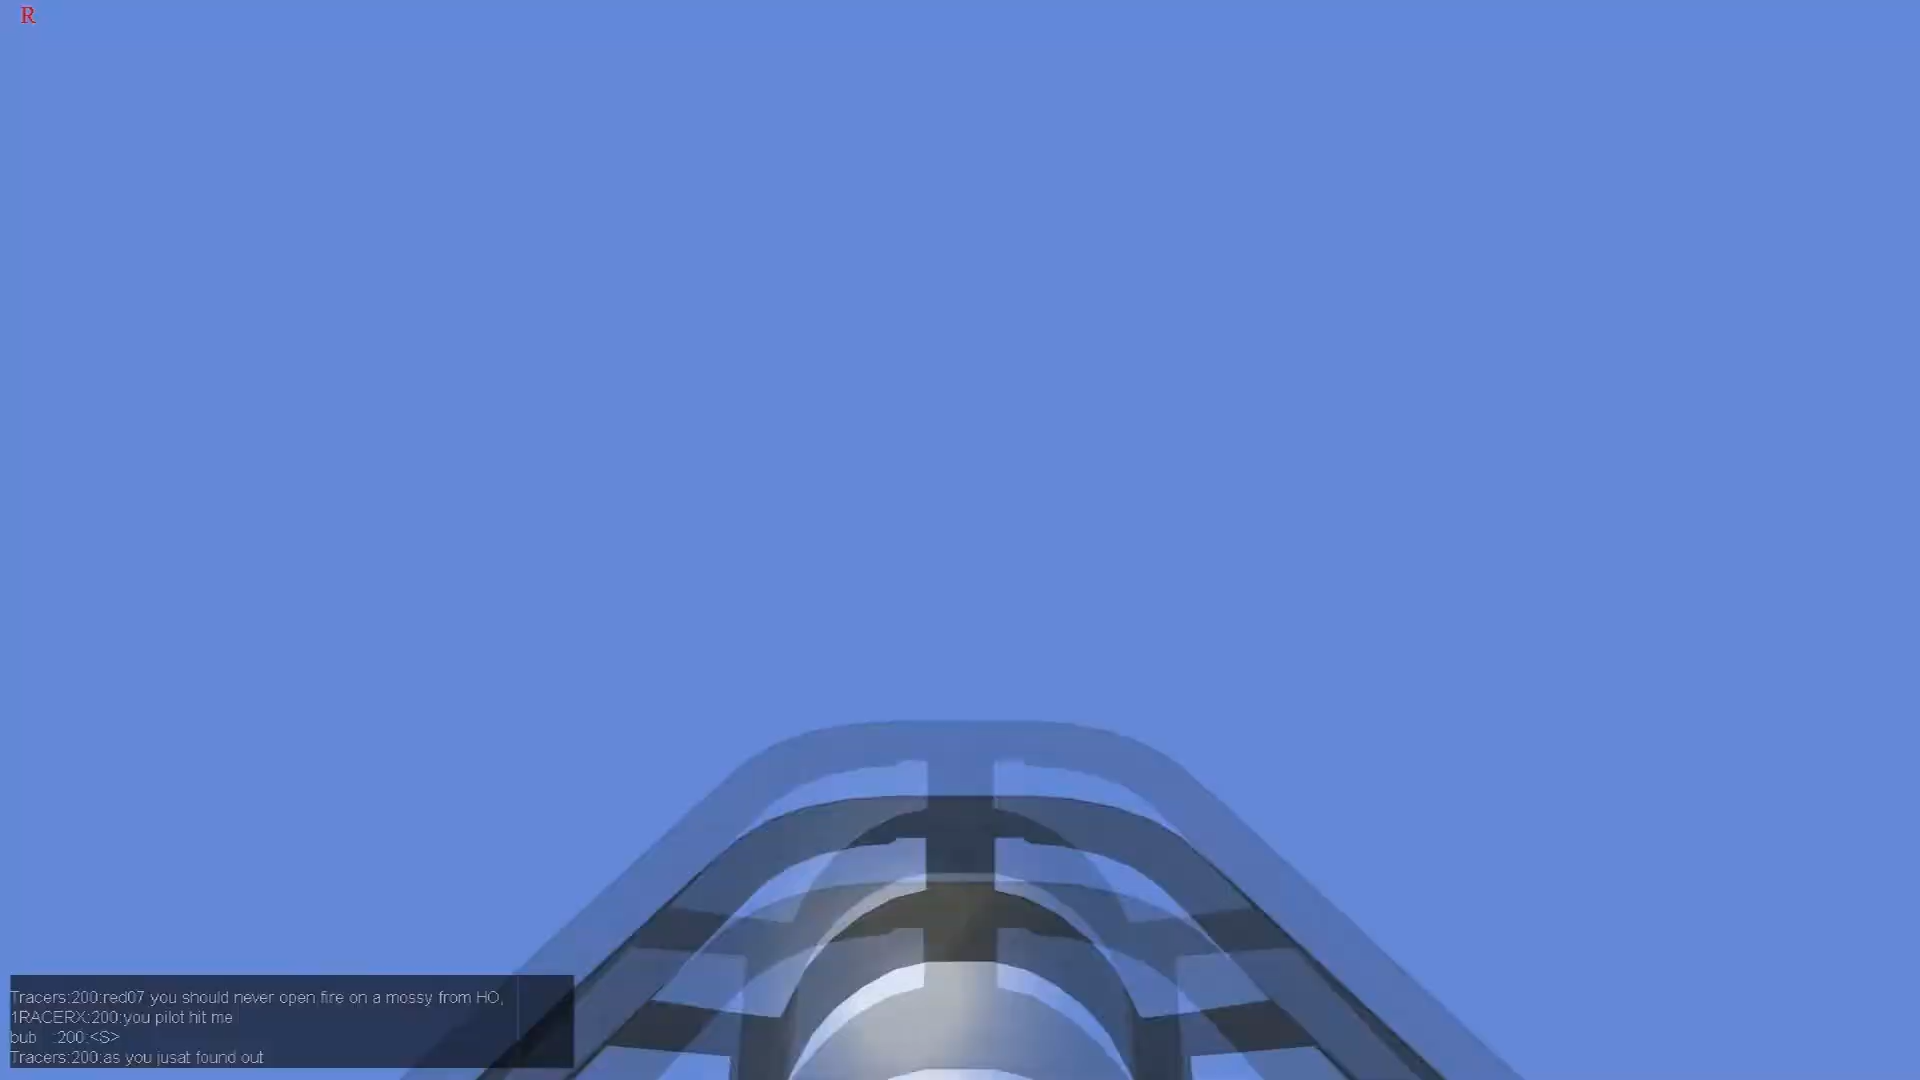 R
Tracers:200:red07 you should never open fire on a mossy from HO,
1RACERX:200:you pilot hit me
bub :200:<S>
Tracers:200:as you jusat found out